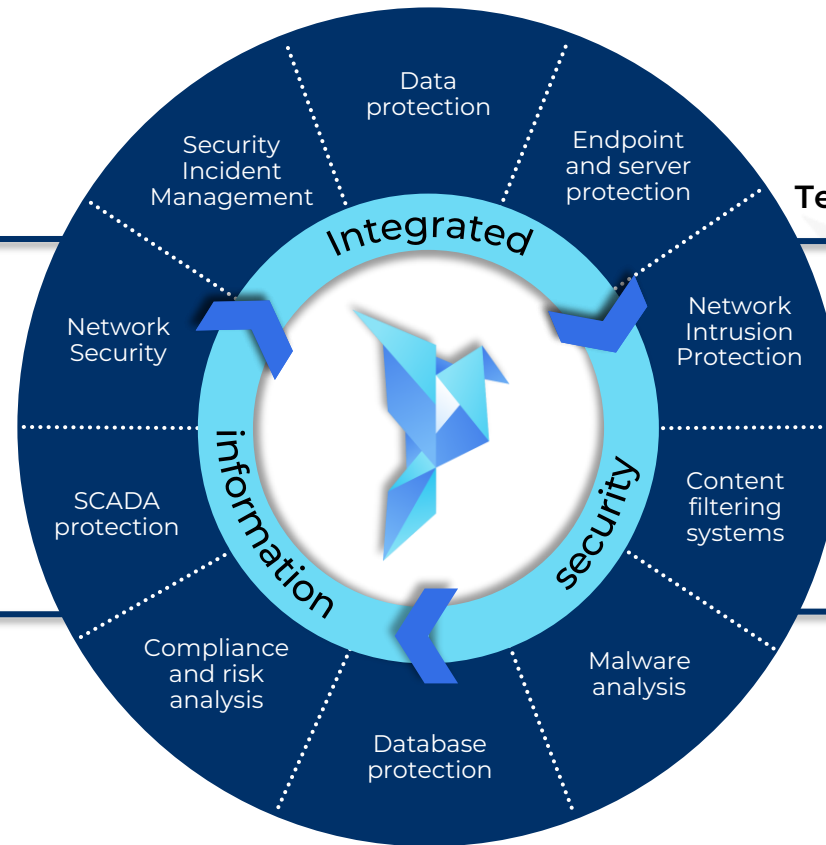 Data
protection
Endpoint
and server
protection
Network
Intrusion
Protection
Content
filtering
systems
Malware
analysis
Database
protection
Compliance
and risk
analysis
SCADA
protection
Network
Security
Security
Incident
Management
Integrated
information
security
Te